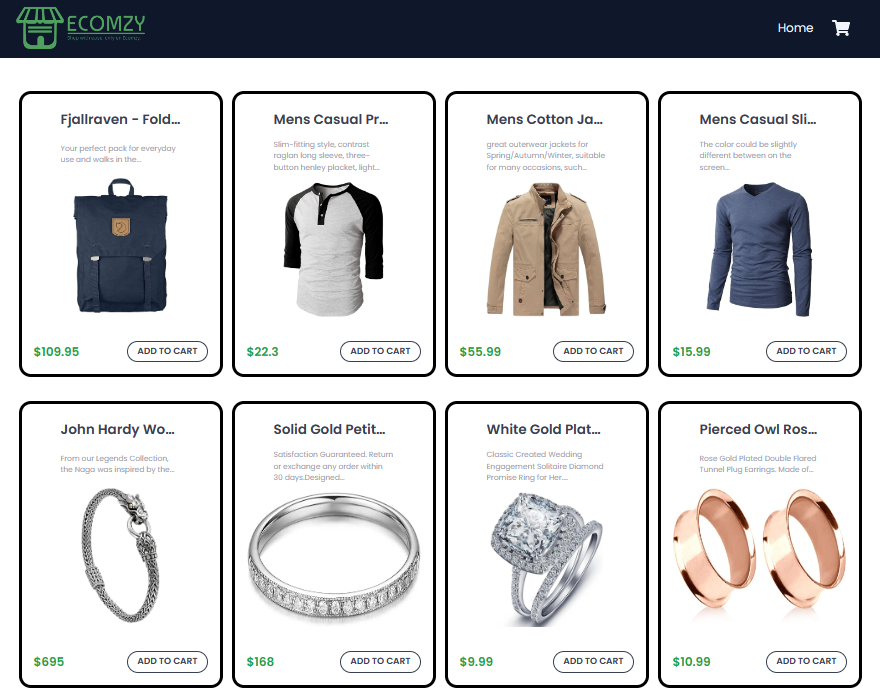 ECOMZY
Home
Fjallraven - Fold...
Your perfect pack for everyday
use and walks in the...
$109.95
ADD TO CART
Mens Casual Pr...
Slim-fitting style, contrast
raglan long sleeve, three-
button henley placket, light...
$22.3
ADD TO CART
Mens Cotton Ja...
great outerwear jackets for
Spring/Autumn/Winter, suitable
for many occasions, such...
$55.99
ADD TO CART
Mens Casual Sli...
The color could be slightly
different between on the
screen...
$15.99
ADD TO CART
John Hardy Wo...
From our Legends Collection,
the Naga was inspired by the...
$695
ADD TO CART
Solid Gold Petit...
Satisfaction Guaranteed. Return
or exchange any order within
30 days.Designed...
$168
ADD TO CART
White Gold Plat...
Classic Created Wedding
Engagement Solitaire Diamond
Promise Ring for Her....
$9.99
ADD TO CART
Pierced Owl Ros...
Rose Gold Plated Double Flared
Tunnel Plug Earrings. Made of...
$10.99
ADD TO CART